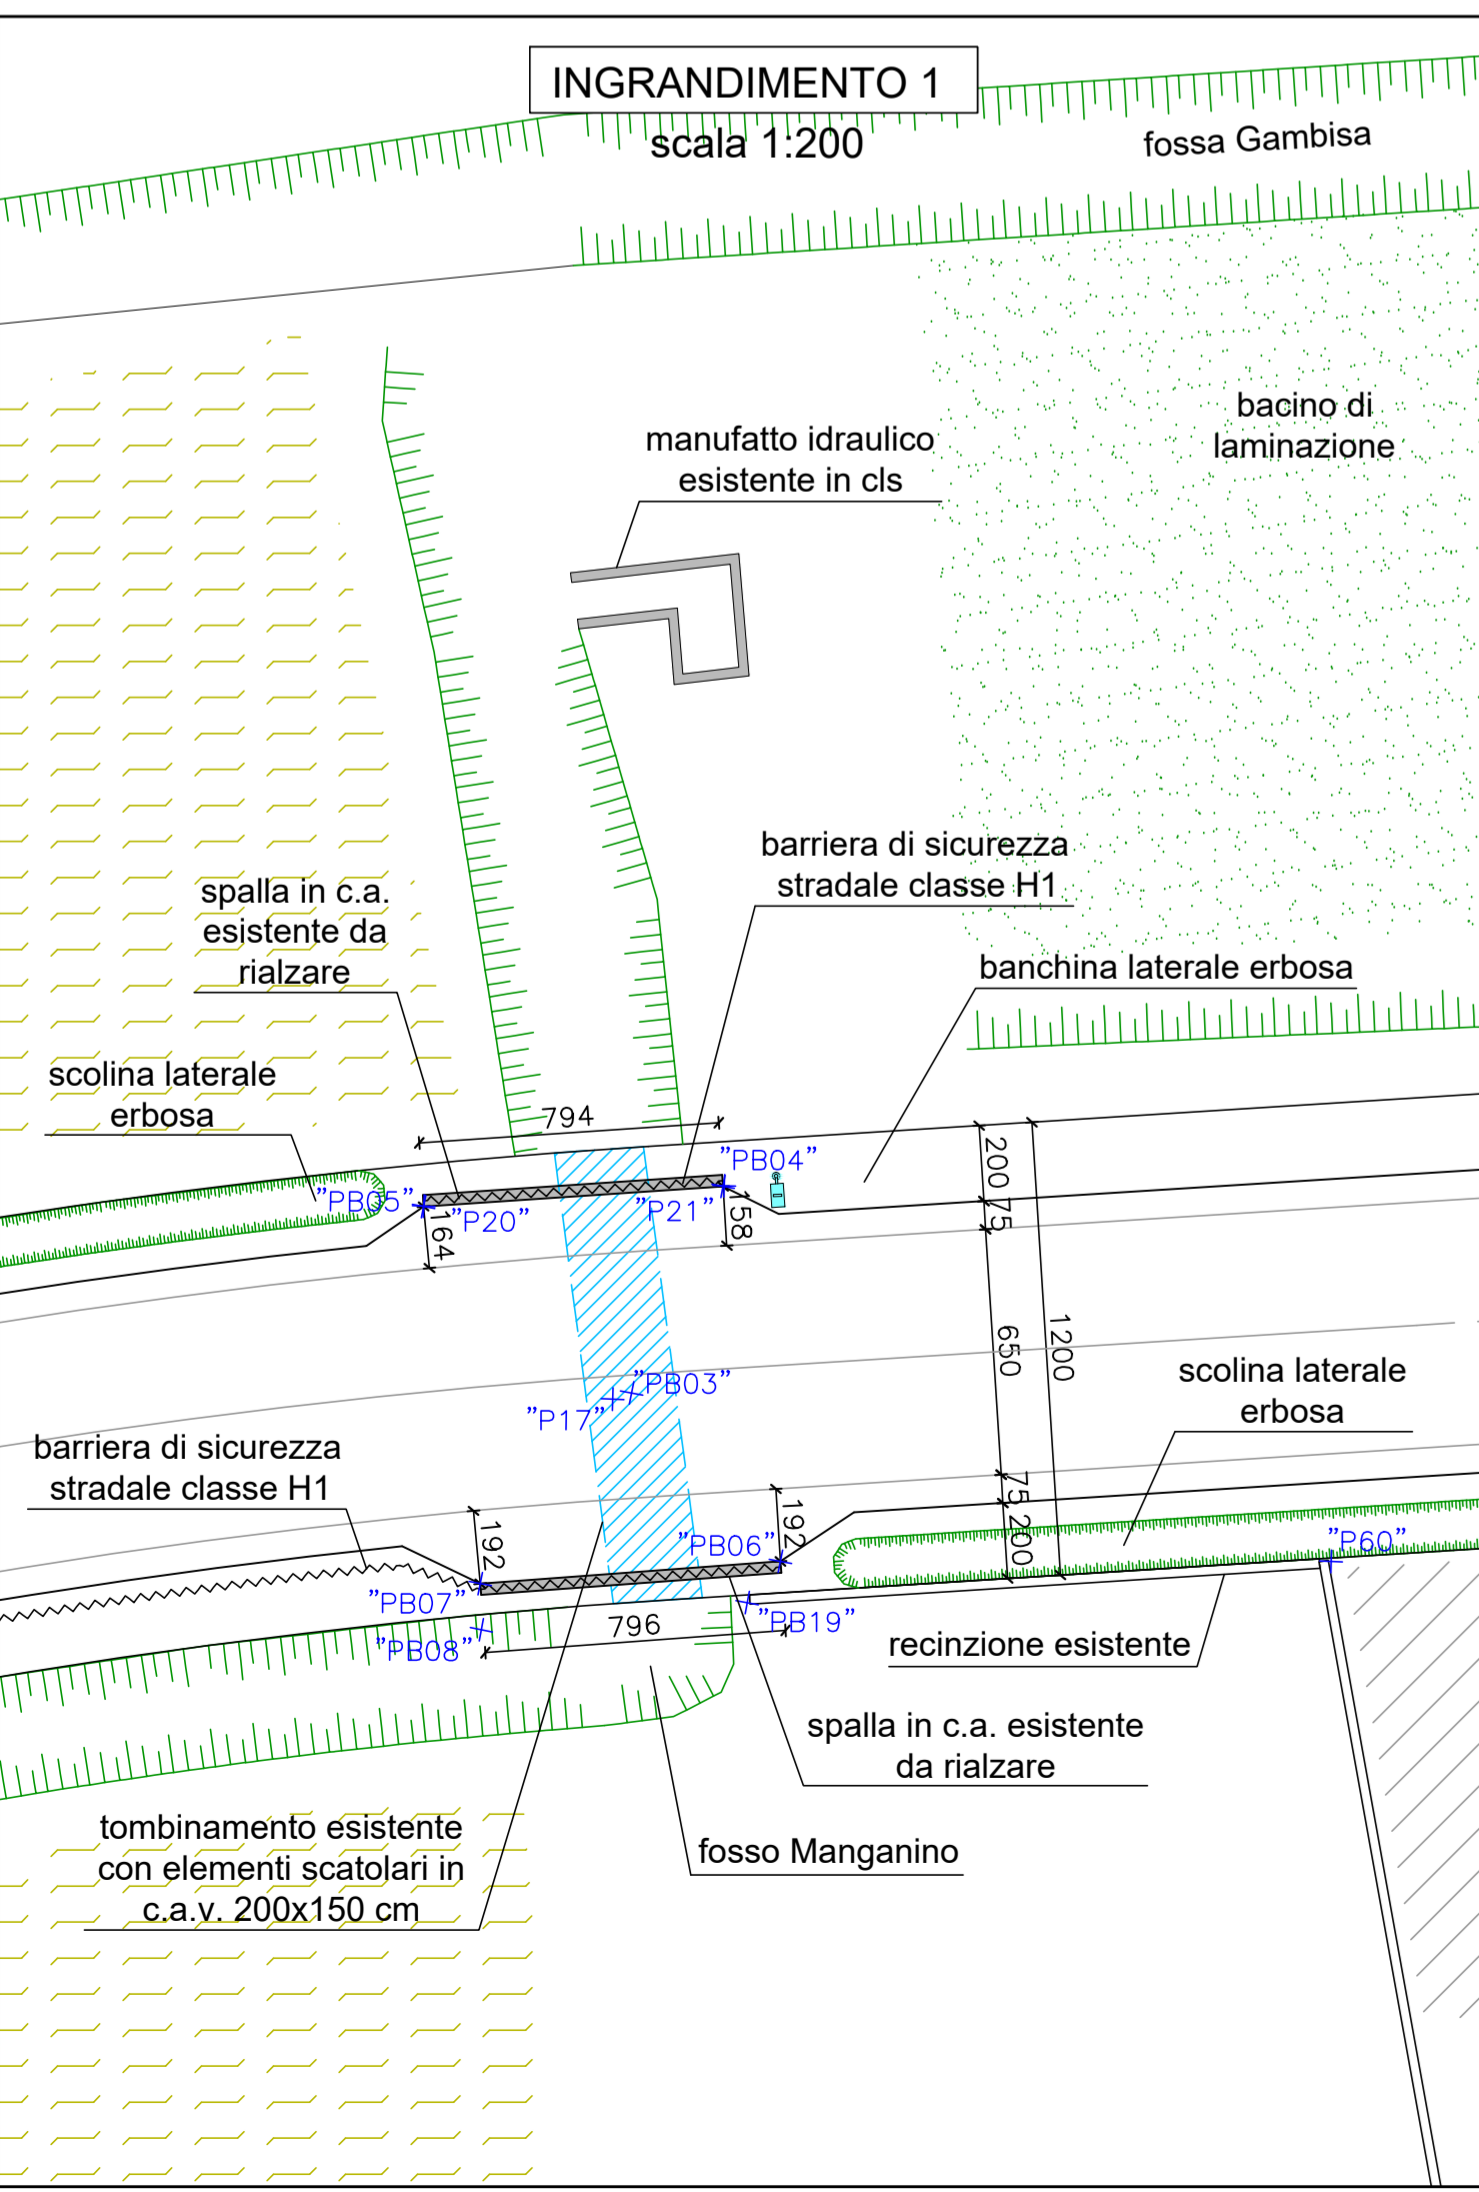 INGRANDIMENTO 1
scala 1:200
fossa Gambisa
bacino di
laminazione
manufatto idraulico
esistente in cls
barriera di sicurezza
stradale classe H1
spalla in c.a.
esistente da
rialzare
banchina laterale erbosa
scolina laterale
erbosa
794
"PB04"
"PB05"
"P20"
"P21"
164
158
200
75
650
1200
"PB03"
"P17"
scolina laterale
erbosa
barriera di sicurezza
stradale classe H1
75
200
192
192
"PB06"
"P60"
"PB07"
"PB19"
"PB08"
796
recinzione esistente
spalla in c.a. esistente
da rialzare
tombinamento esistente
con elementi scatolari in
c.a.v. 200x150 cm
fosso Manganino